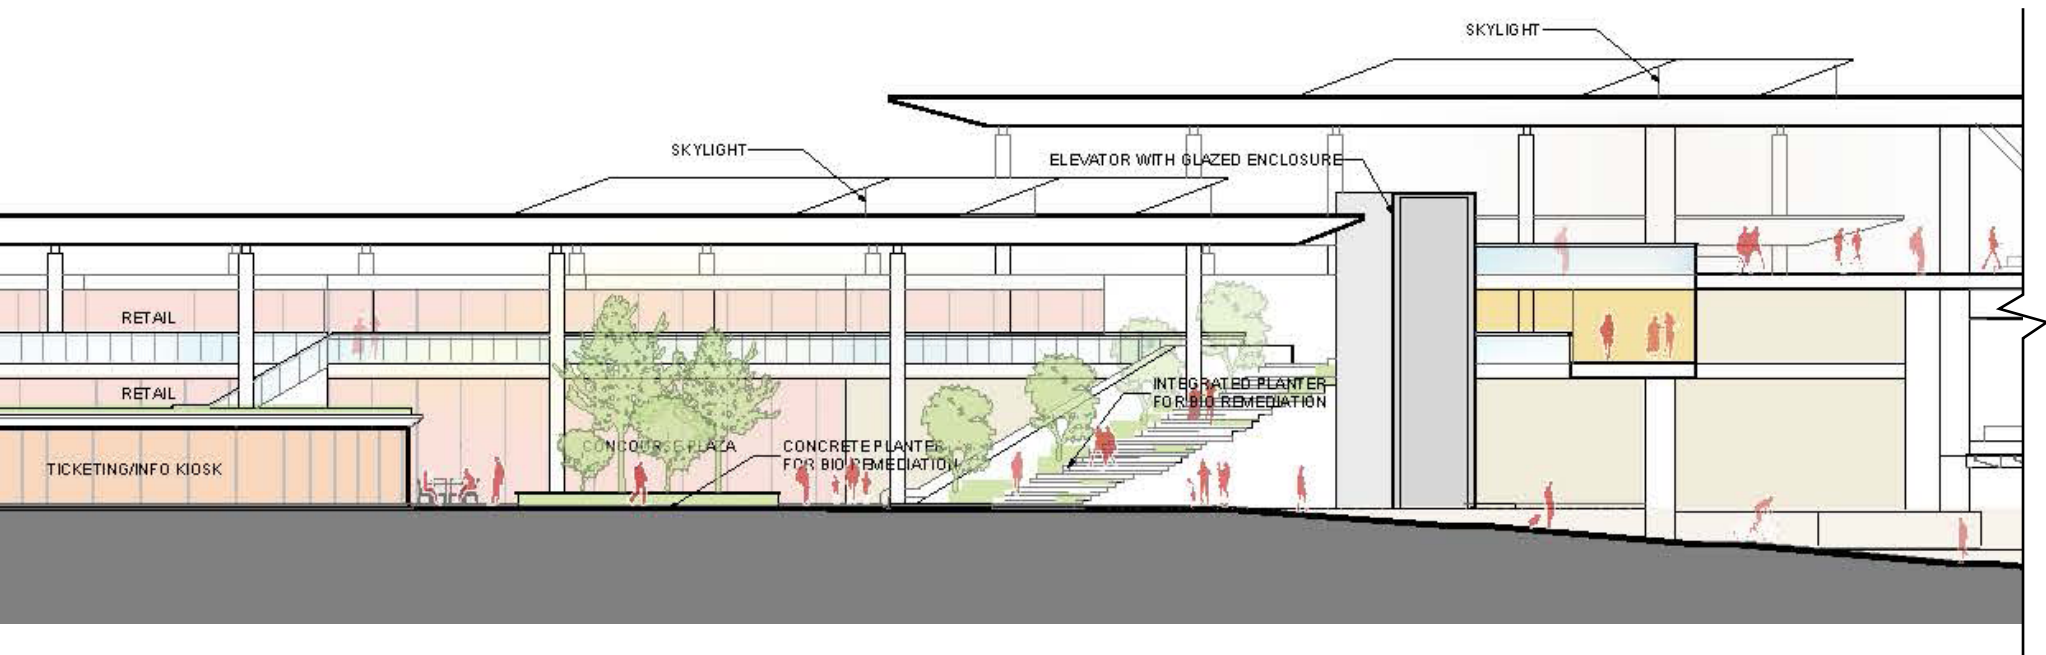 SKYLIGHT
SKYLIGHT
ELEVATOR WITH GLAZED ENCLOSURE
RETAIL
RETAIL
INTEGRATED PLANTER
FOR BIO REMEDIATION
CONCOURSE PLAZA
CONCRETE PLANTER
FOR BIO REMEDIATION
TICKETING/INFO KIOSK